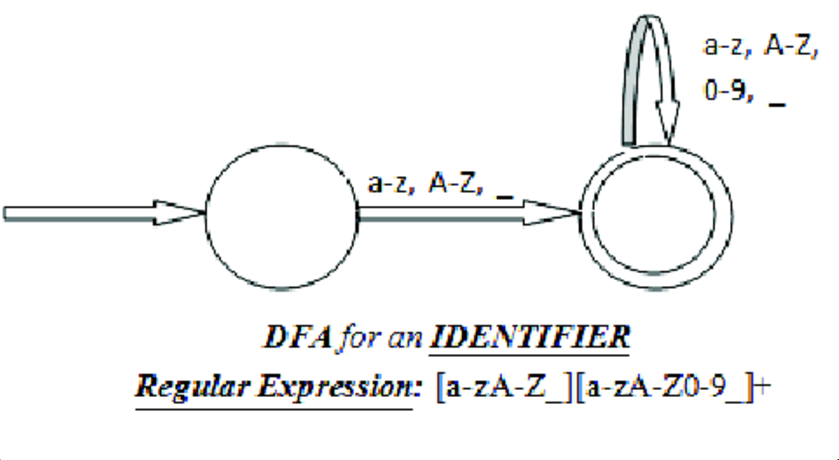 a-z, A-Z,
0-9, _
a-z, A-Z, _
DFA for an IDENTIFIER
Regular Expression: [a-zA-Z_][a-zA-Z0-9_]+